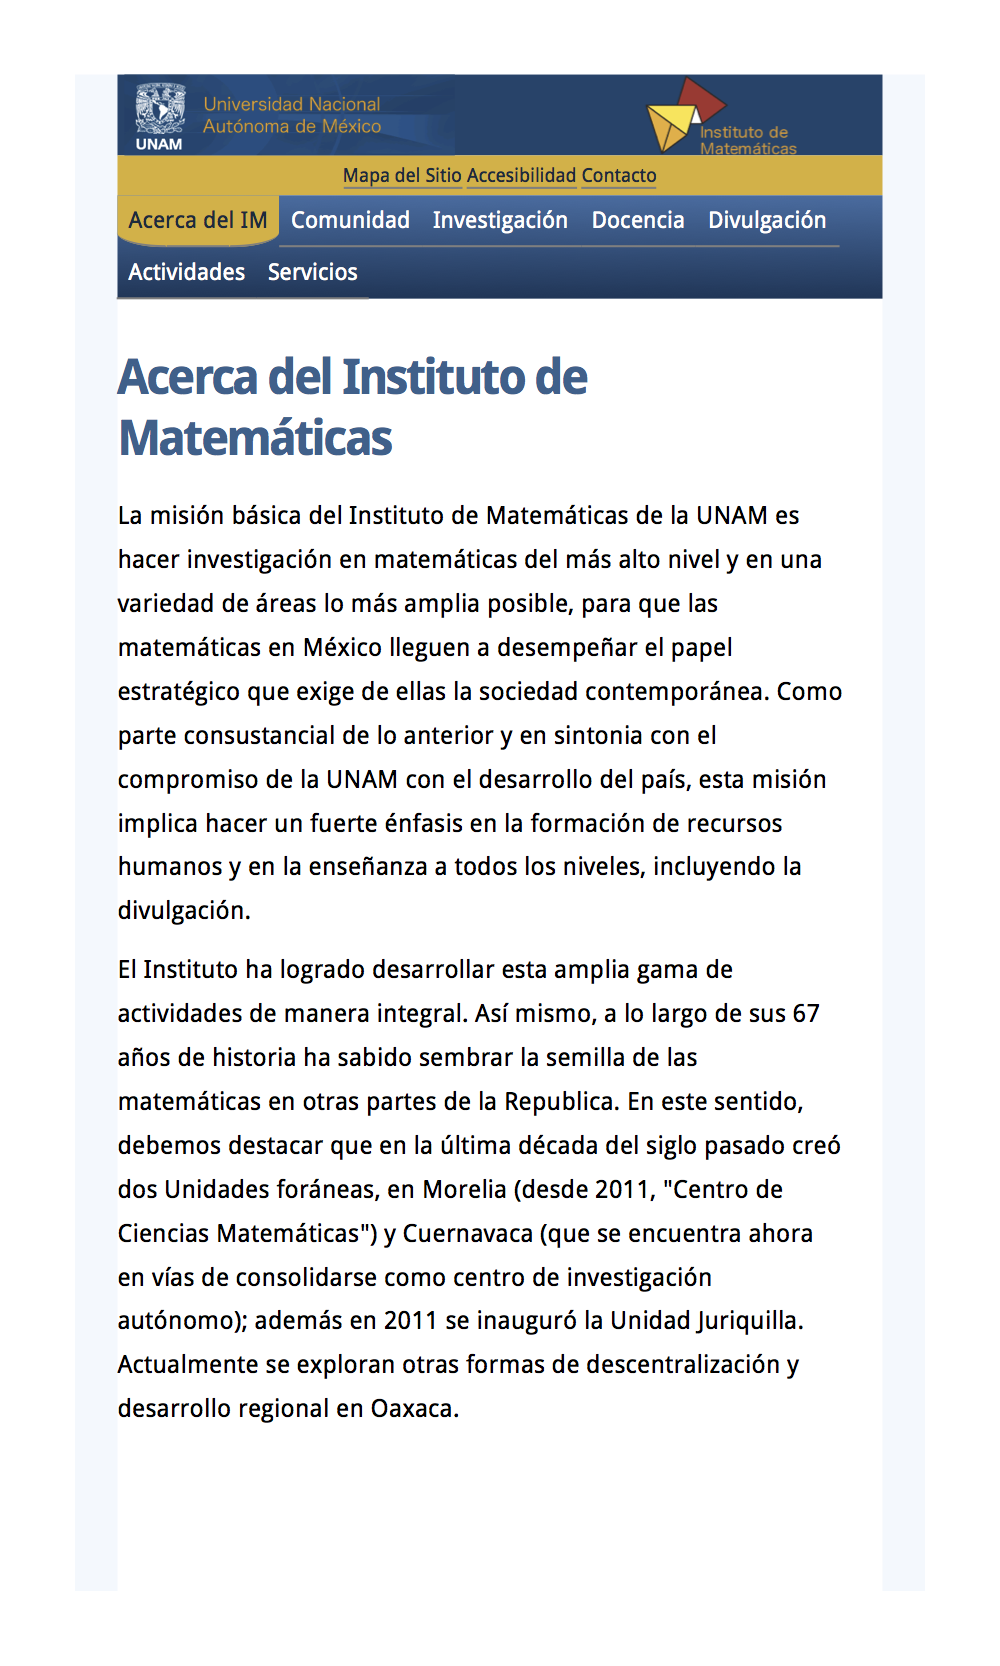 Universidad Nacional
Autónoma de México
UNAM
Instituto de
Matemáticas
Mapa del Sitio Accesibilidad Contacto
Acerca del IM Comunidad Investigación Docencia Divulgación
Actividades Servicios
Acerca del Instituto de
Matemáticas
La misión básica del Instituto de Matemáticas de la UNAM es
hacer investigación en matemáticas del más alto nivel y en una
variedad de áreas lo más amplia posible, para que las
matemáticas en México lleguen a desempeñar el papel
estratégico que exige de ellas la sociedad contemporánea. Como
parte consustancial de lo anterior y en sintonia con el
compromiso de la UNAM con el desarrollo del país, esta misión
implica hacer un fuerte énfasis en la formación de recursos
humanos y en la enseñanza a todos los niveles, incluyendo la
divulgación.
El Instituto ha logrado desarrollar esta amplia gama de
actividades de manera integral. Así mismo, a lo largo de sus 67
años de historia ha sabido sembrar la semilla de las
matemáticas en otras partes de la Republica. En este sentido,
debemos destacar que en la última década del siglo pasado creó
dos Unidades foráneas, en Morelia (desde 2011, "Centro de
Ciencias Matemáticas") y Cuernavaca (que se encuentra ahora
en vías de consolidarse como centro de investigación
autónomo); además en 2011 se inauguró la Unidad Juriquilla.
Actualmente se exploran otras formas de descentralización y
desarrollo regional en Oaxaca.